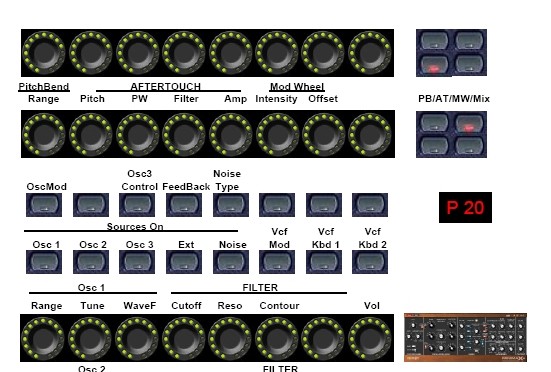 PitchBend AFTERTOUCH Mod Wheel
Range Pitch PW Filter Amp Intensity Offset PB/AT/MW/Mix
Osc3 Noise
OscMod Control FeedBack Type
P 20
Sources On Vcf Vcf Vcf
Osc 1 Osc 2 Osc 3 Ext Noise Mod Kbd 1 Kbd 2
Osc 1 FILTER
Range Tune WaveF Cutoff Reso Contour Vol
Osc 2 FILTER